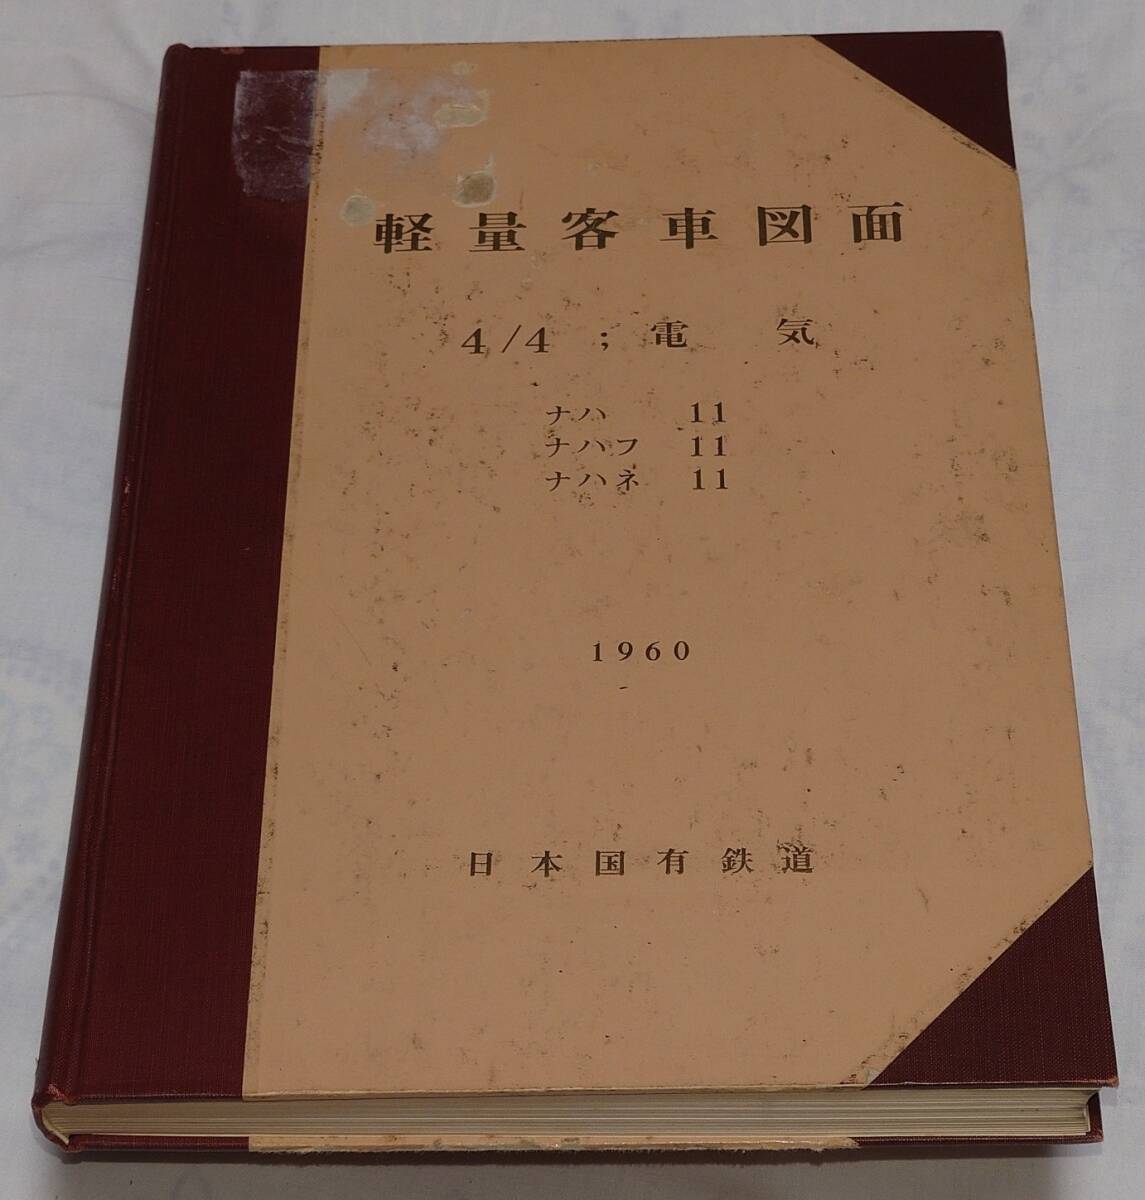 軽量客車図面
4/4 ; 電気
ナハ 11
ナハフ 11
ナハネ 11
1960
日本国有鉄道